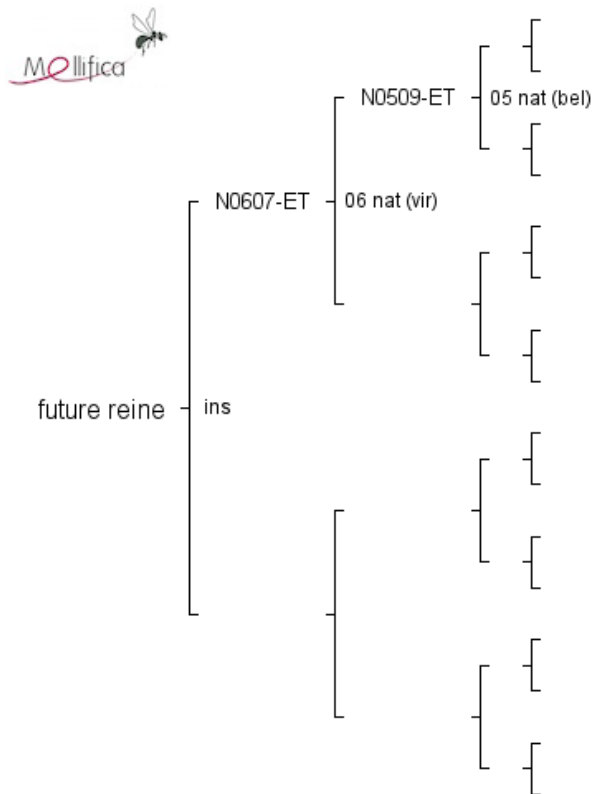 Mellifica
N0509-ET 05 nat (bel)
N0607-ET 06 nat (vir)
future reine ins